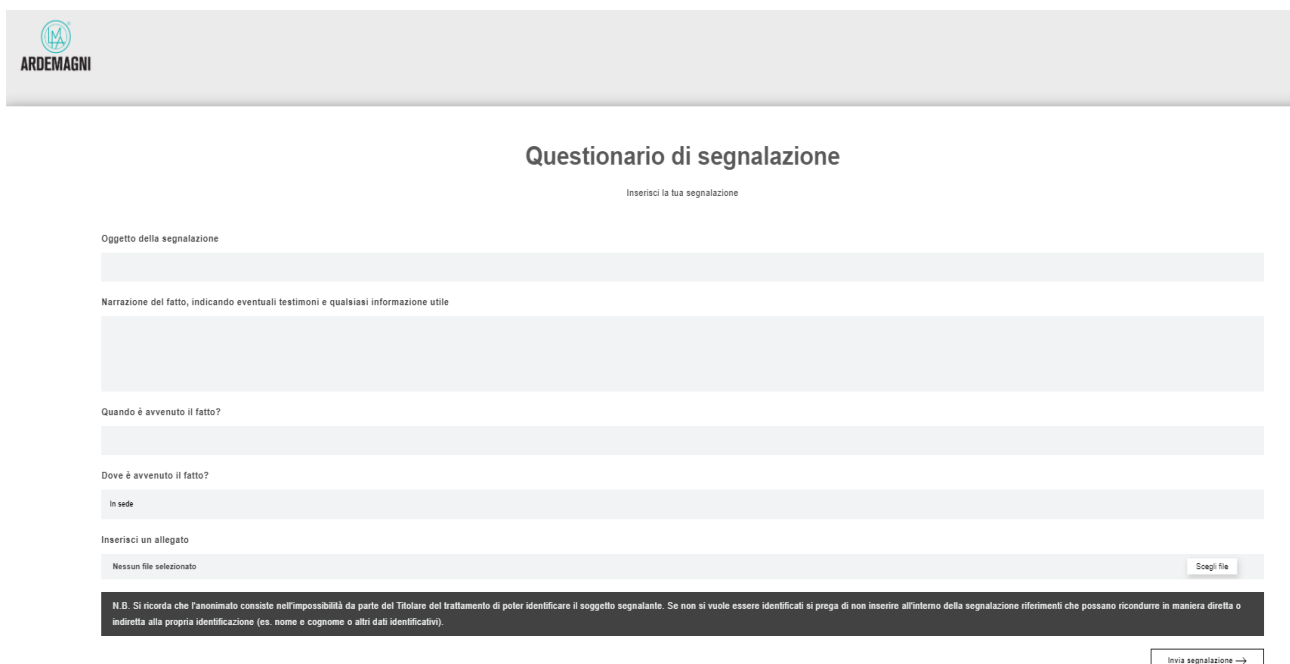 LMA
ARDEMAGNI
Questionario di segnalazione
Inserisci la tua segnalazione
Oggetto della segnalazione
Narrazione del fatto, indicando eventuali testimoni e qualsiasi informazione utile
Quando è avvenuto il fatto?
Dove è avvenuto il fatto?
In sede
Inserisci un allegato
Nessun file selezionato
Scegli file
N.B. Si ricorda che l'anonimato consiste nell'impossibilità da parte del Titolare del trattamento di poter identificare il soggetto segnalante. Se non si vuole essere identificati si prega di non inserire all'interno della segnalazione riferimenti che possano ricondurre in maniera diretta o
indiretta alla propria identificazione (es. nome e cognome o altri dati identificativi).
Invia segnalazione →